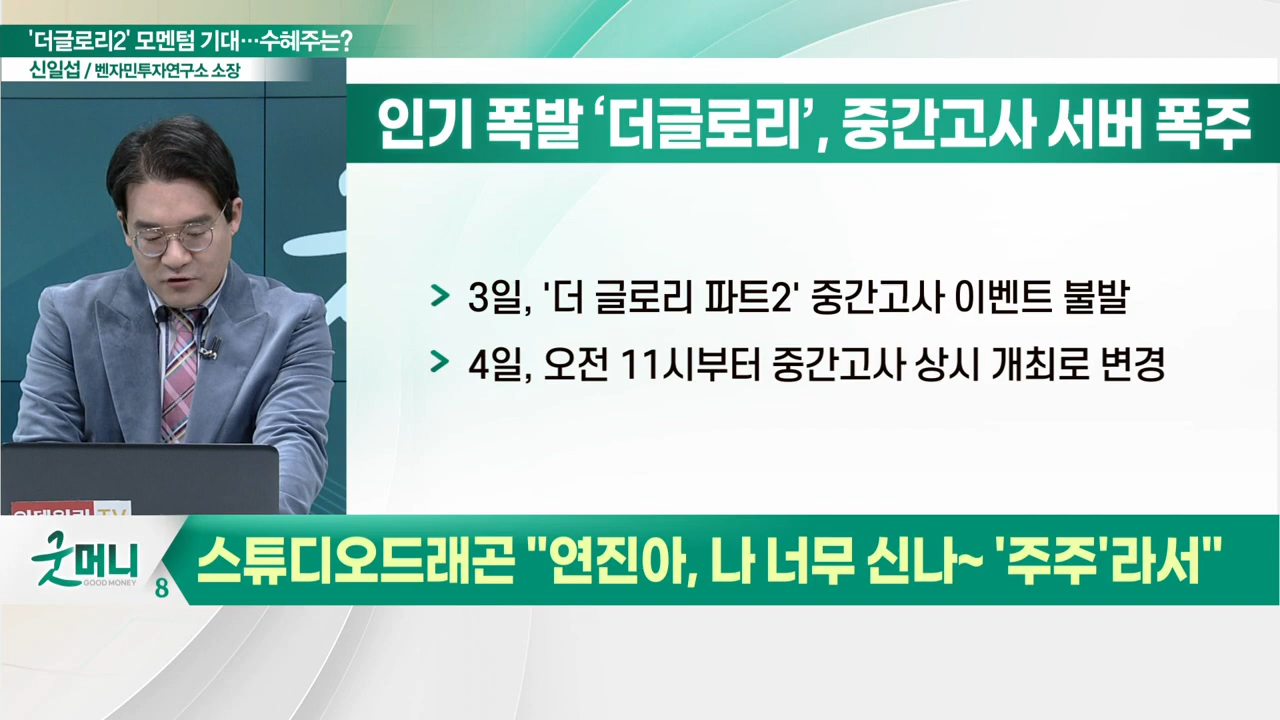 '더글로리2' 모멘텀 기대…수혜주는?
신일섭 / 벤자민투자연구소 소장
인기 폭발 ‘더글로리’, 중간고사 서버 폭주
> 3일, '더 글로리 파트2' 중간고사 이벤트 불발
> 4일, 오전 11시부터 중간고사 상시 개최로 변경
TV
굿머니
GOOD MONEY
8
스튜디오드래곤 "연진아, 나 너무 신나~ '주주'라서"